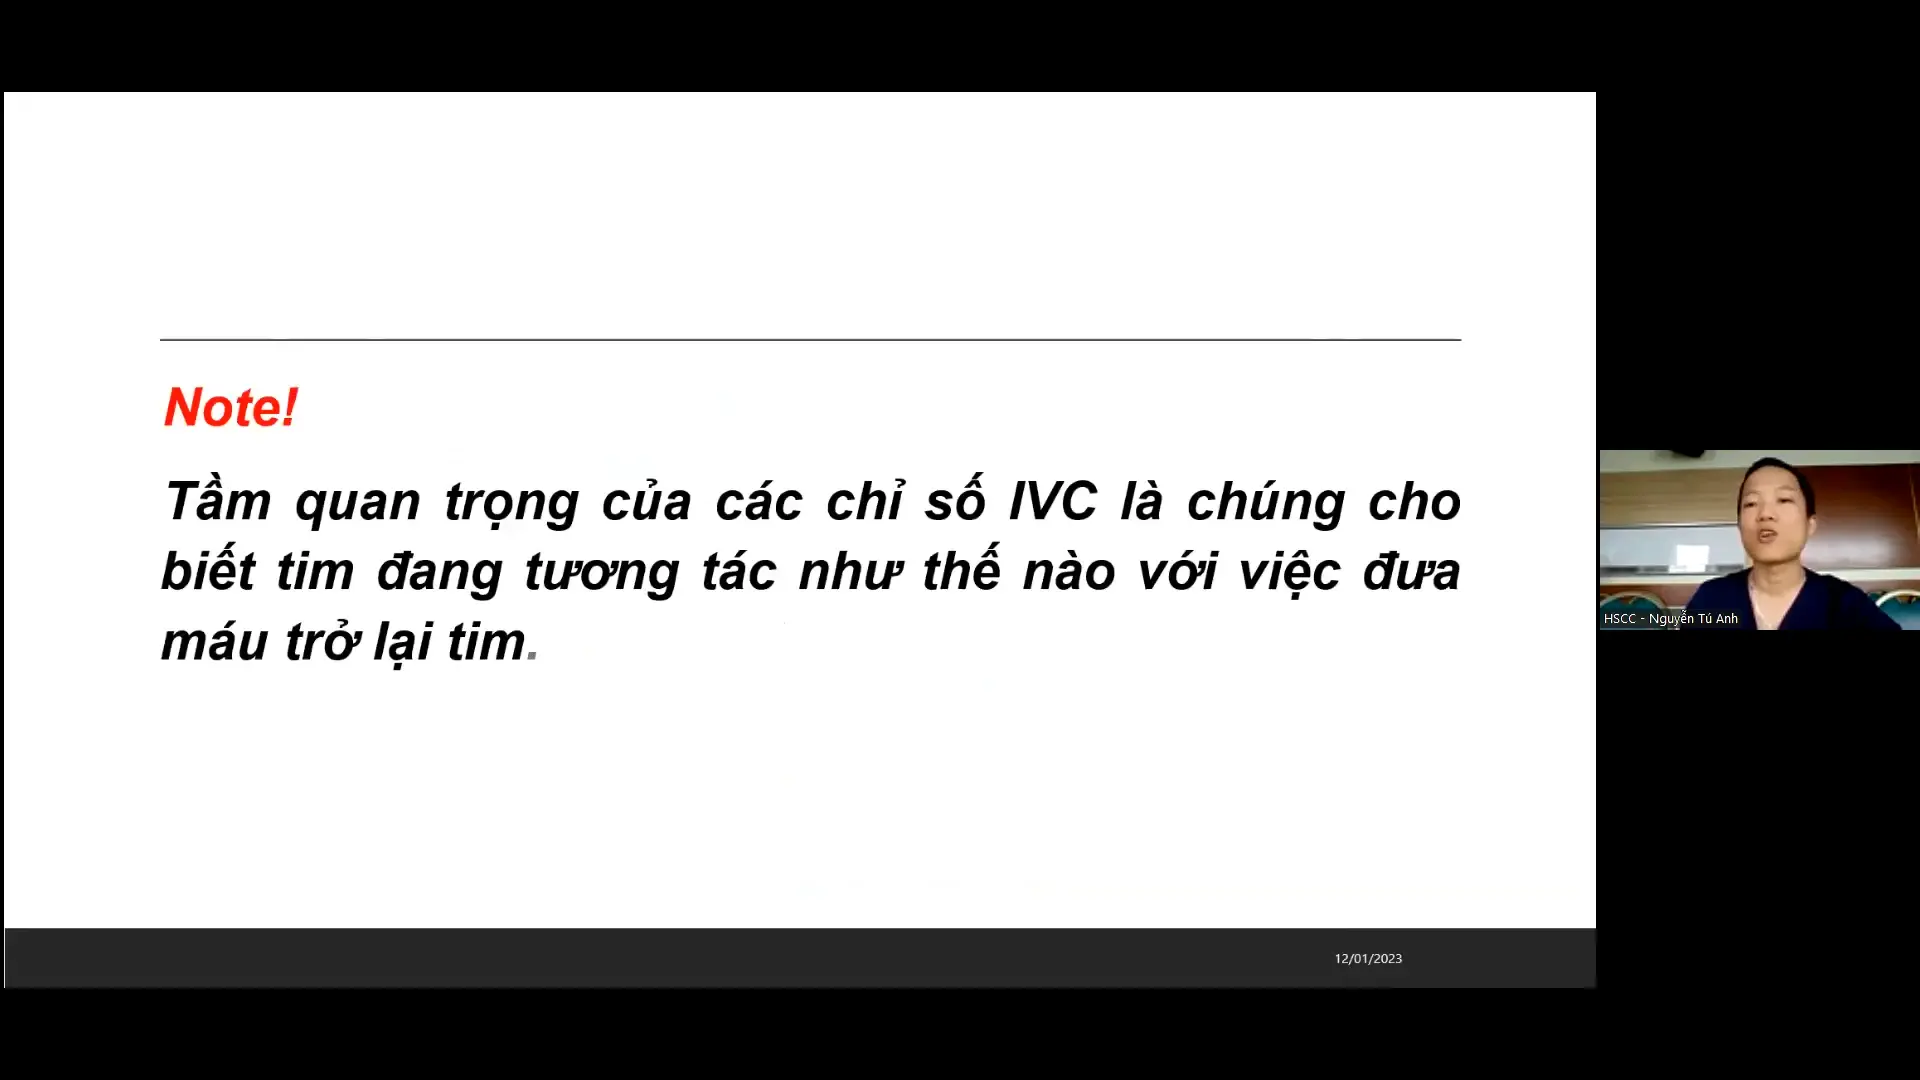 Note!
Tầm quan trọng của các chỉ số IVC là chúng cho
biết tim đang tương tác như thế nào với việc đưa
máu trở lại tim.
HSCC - Nguyễn Tú Anh
12/01/2023